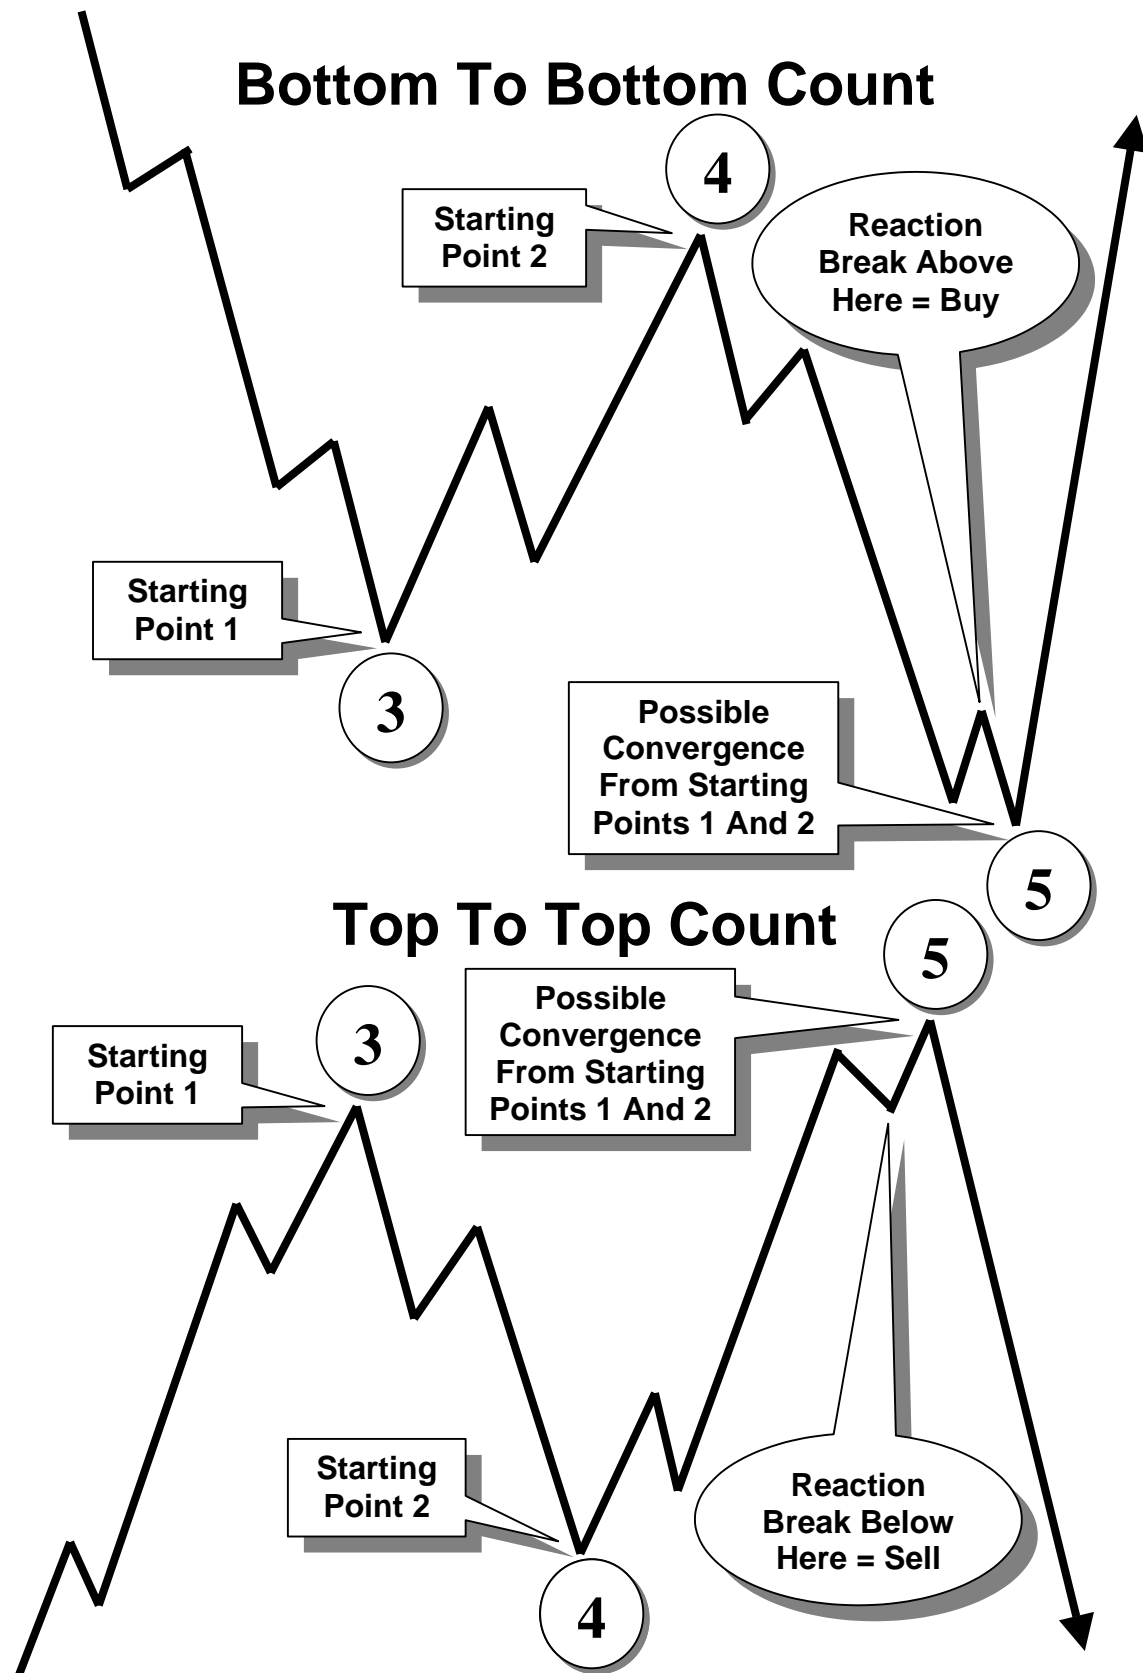 Bottom To Bottom Count
4
Starting
Point 2
Reaction
Break Above
Here = Buy
Starting
Point 1
3
Possible
Convergence
From Starting
Points 1 And 2
5
Top To Top Count
5
Possible
Convergence
From Starting
Points 1 And 2
3
Starting
Point 1
Starting
Point 2
Reaction
Break Below
Here = Sell
4